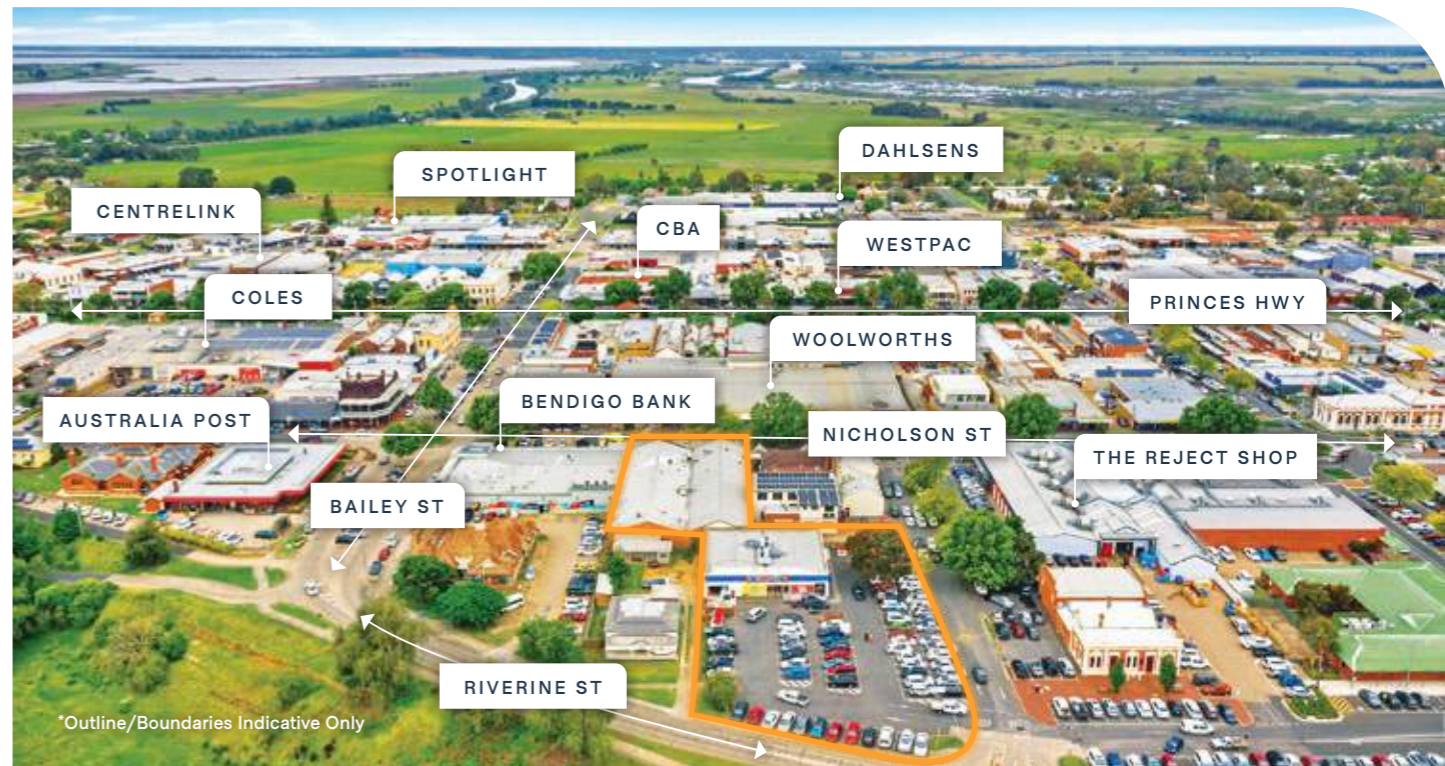 DAHLSENS
SPOTLIGHT
CENTRELINK
CBA
WESTPAC
COLES
PRINCES HWY
WOOLWORTHS
BENDIGO BANK
AUSTRALIA POST
NICHOLSON ST
THE REJECT SHOP
BAILEY ST
RIVERINE ST
*Outline/Boundaries Indicative Only